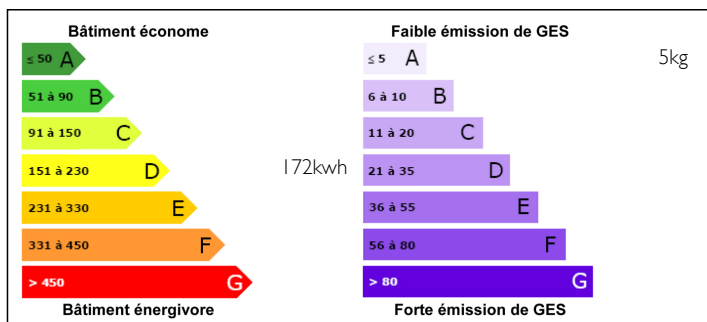 Bâtiment économe
≤ 50 A
51 à 90 B
91 à 150 C
151 à 230 D
172kwh
231 à 330 E
331 à 450 F
> 450 G
Bâtiment énergivore
Faible émission de GES
≤ 5 A
5kg
6 à 10 B
11 à 20 C
21 à 35 D
36 à 55 E
56 à 80 F
> 80 G
Forte émission de GES